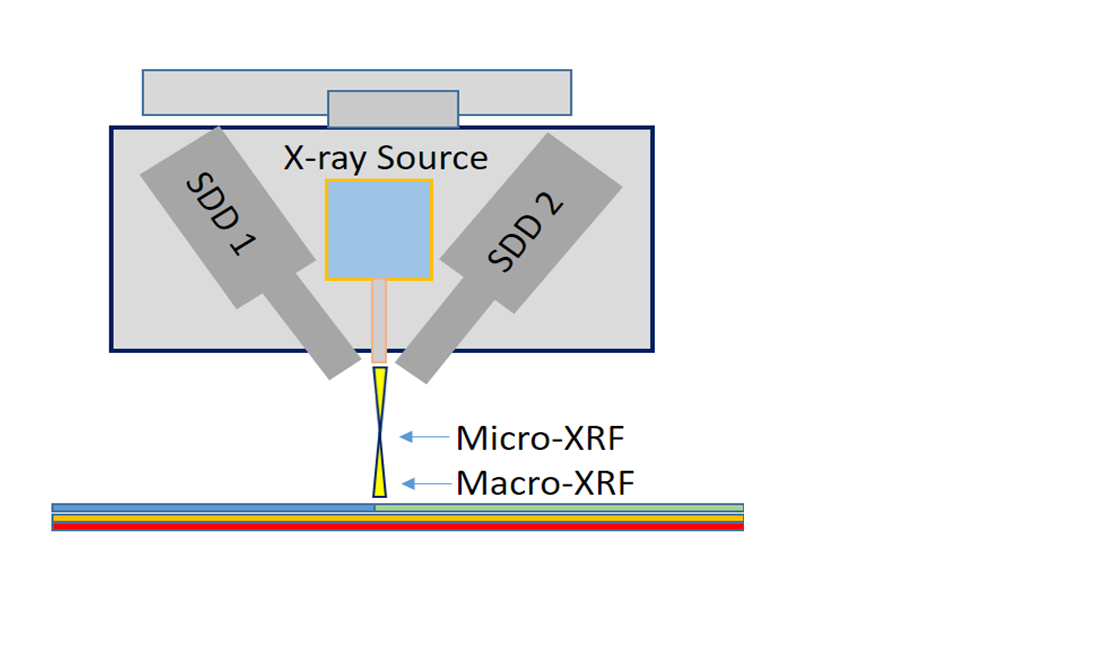 X-ray Source
SDD 1
SDD 2
Micro-XRF
Macro-XRF